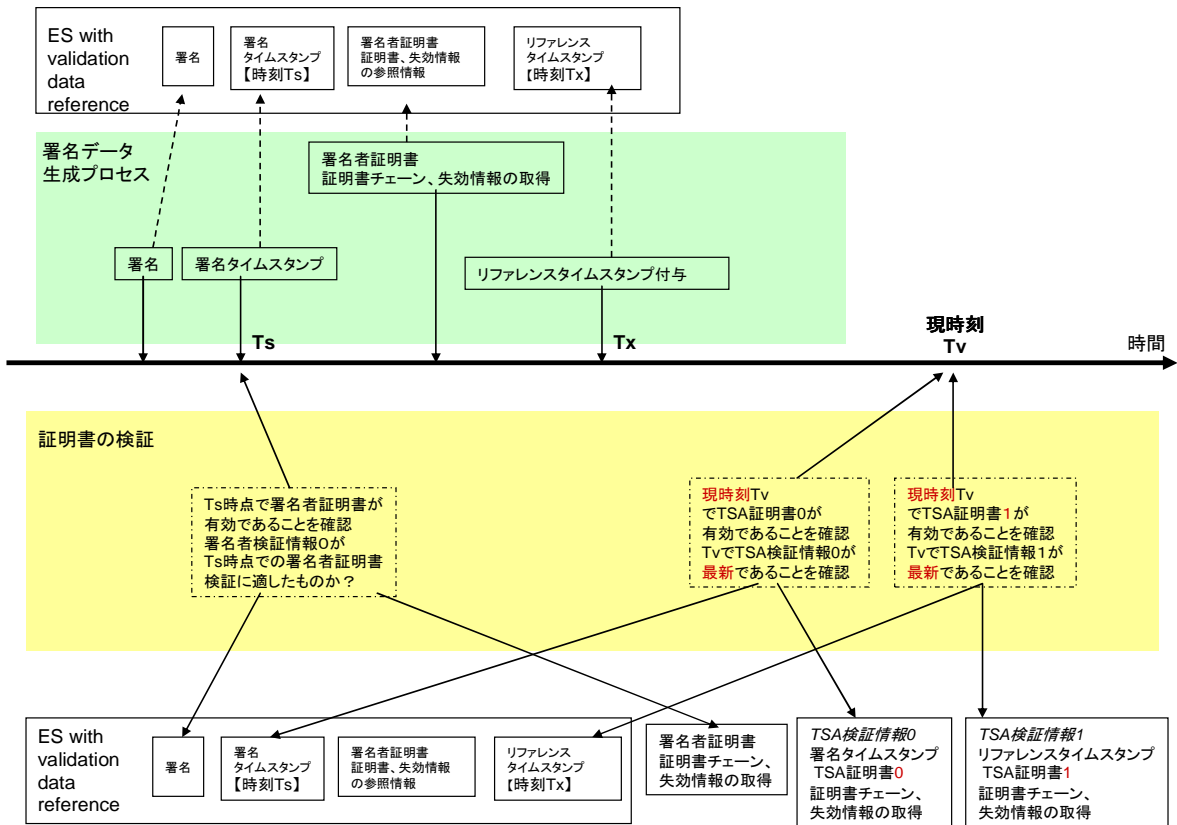 ES with
validation
data
reference
署名
署名
タイムスタンプ
【時刻Ts】
署名者証明書
証明書、失効情報
の参照情報
リファレンス
タイムスタンプ
【時刻Tx】
署名データ
生成プロセス
署名者証明書
証明書チェーン、失効情報の取得
署名
署名タイムスタンプ
リファレンスタイムスタンプ付与
Ts
Tx
現時刻
Tv
時間
証明書の検証
Ts時点で署名者証明書が
有効であることを確認
署名者検証情報0が
Ts時点での署名者証明書
検証に適したものか？
現時刻Tv
でTSA証明書0が
有効であることを確認
TvでTSA検証情報0が
最新であることを確認
現時刻Tv
でTSA証明書1が
有効であることを確認
TvでTSA検証情報1が
最新であることを確認
ES with
validation
data
reference
署名
署名
タイムスタンプ
【時刻Ts】
署名者証明書
証明書、失効情報
の参照情報
リファレンス
タイムスタンプ
【時刻Tx】
署名者証明書
証明書チェーン、
失効情報の取得
TSA検証情報0
署名タイムスタンプ
TSA証明書0
証明書チェーン、
失効情報の取得
TSA検証情報1
リファレンスタイムスタンプ
TSA証明書1
証明書チェーン、
失効情報の取得